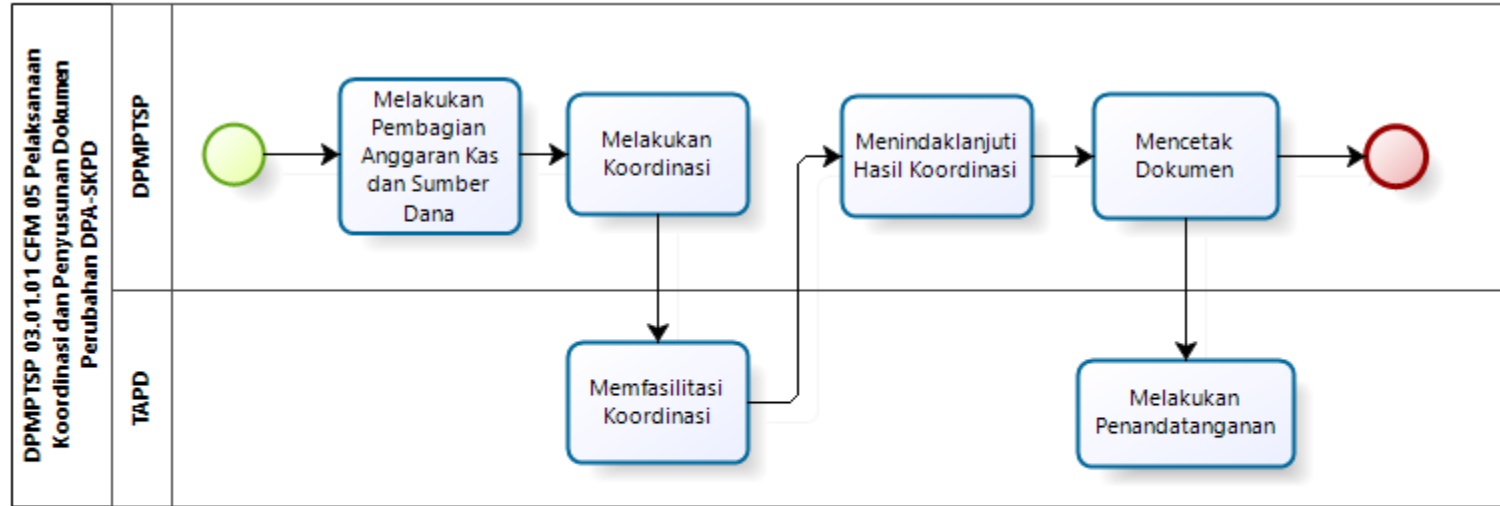 DPMPTSP 03.01.01 CFM 05 Pelaksanaan
Koordinasi dan Penyusunan Dokumen
Perubahan DPA-SKPD
DPMPTSP
Melakukan
Pembagian
Anggaran Kas
dan Sumber
Dana
Melakukan
Koordinasi
Menindaklanjuti
Hasil Koordinasi
Mencetak
Dokumen
TAPD
Memfasilitasi
Koordinasi
Melakukan
Penandatanganan